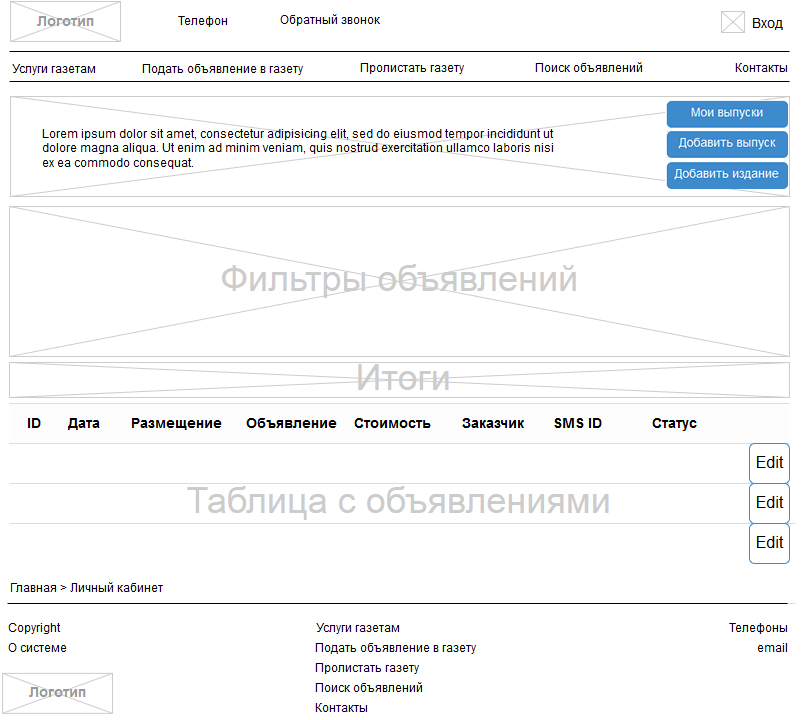 Логотип
Телефон
Обратный звонок
Вход
Услуги газетам
Подать объявление в газету
Пролистать газету
Поиск объявлений
Контакты
Lorem ipsum dolor sit amet, consectetur adipisicing elit, sed do eiusmod tempor incididunt ut
dolore magna aliqua. Ut enim ad minim veniam, quis nostrud exercitation ullamco laboris nisi
ex ea commodo consequat.
Мои выпуски
Добавить выпуск
Добавить издание
Фильтры объявлений
Итоги
ID Дата Размещение Объявление Стоимость Заказчик SMS ID Статус
Edit
Таблица с объявлениями
Edit
Edit
Главная > Личный кабинет
Copyright
О системе
Логотип
Услуги газетам
Подать объявление в газету
Пролистать газету
Поиск объявлений
Контакты
Телефоны
email